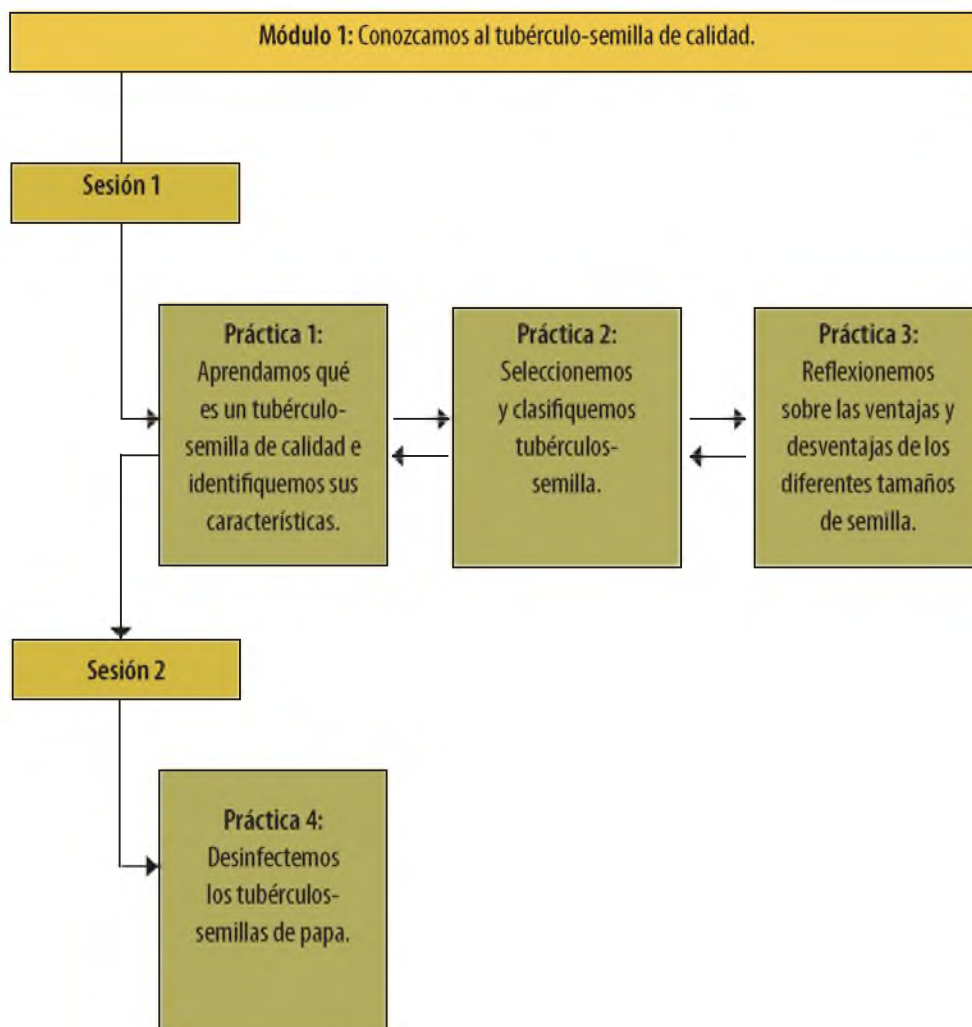 Módulo 1: Conozcamos al tubérculo-semilla de calidad.
Sesión 1
Práctica 1:
Aprendamos qué
es un tubérculo-
semilla de calidad e
identifiquemos sus
características.
Práctica 2:
Seleccionemos
y clasifiquemos
tubérculos-
semilla.
Práctica 3:
Reflexionemos
sobre las ventajas y
desventajas de los
diferentes tamaños
de semilla.
Sesión 2
Práctica 4:
Desinfectemos
los tubérculos-
semillas de papa.